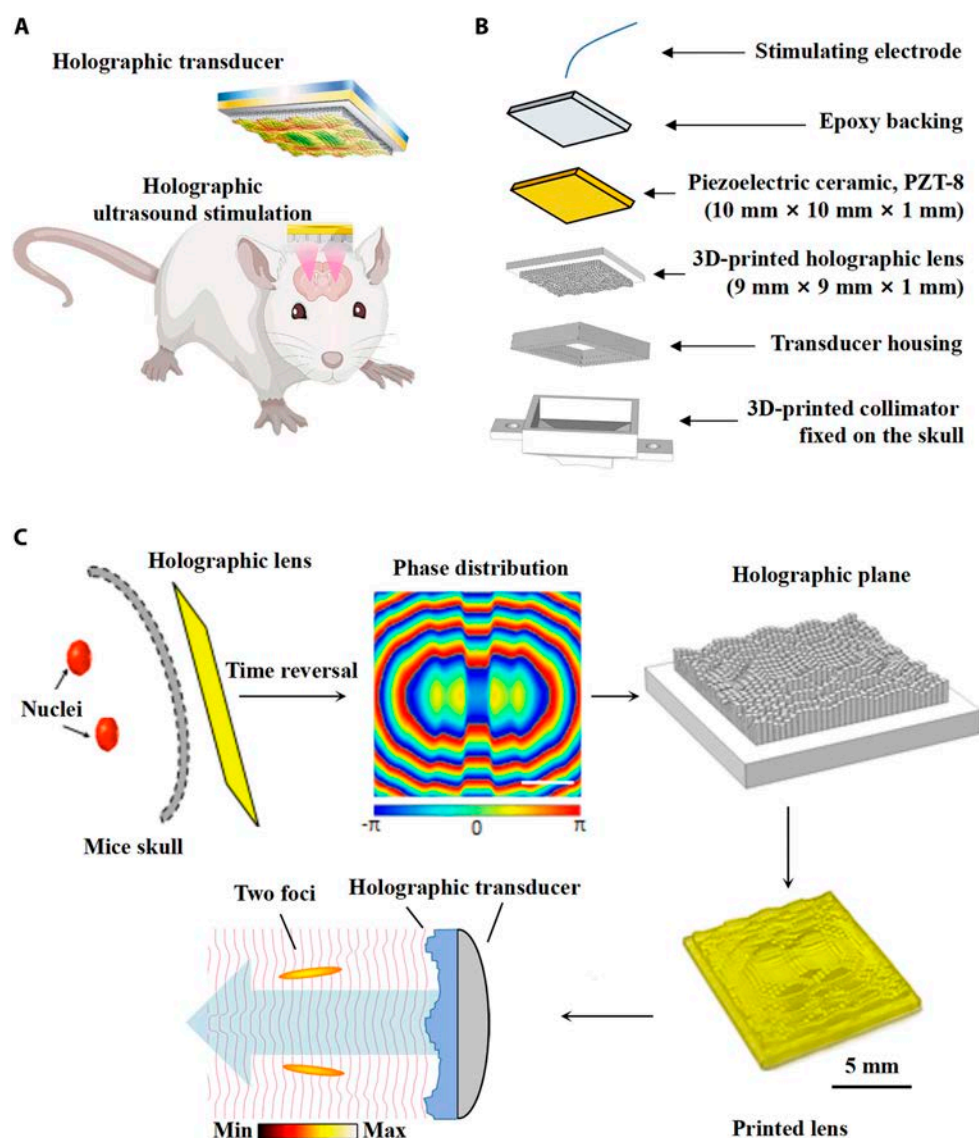 A
Holographic transducer
Holographic
ultrasound stimulation
B
Stimulating electrode
Epoxy backing
Piezoelectric ceramic, PZT-8
(10 mm × 10 mm × 1 mm)
3D-printed holographic lens
(9 mm × 9 mm × 1 mm)
Transducer housing
3D-printed collimator
fixed on the skull
C
Holographic lens
Nuclei
Mice skull
Time reversal
Phase distribution
-π 0 π
Holographic plane
Two foci
Holographic transducer
Min Max
5 mm
Printed lens